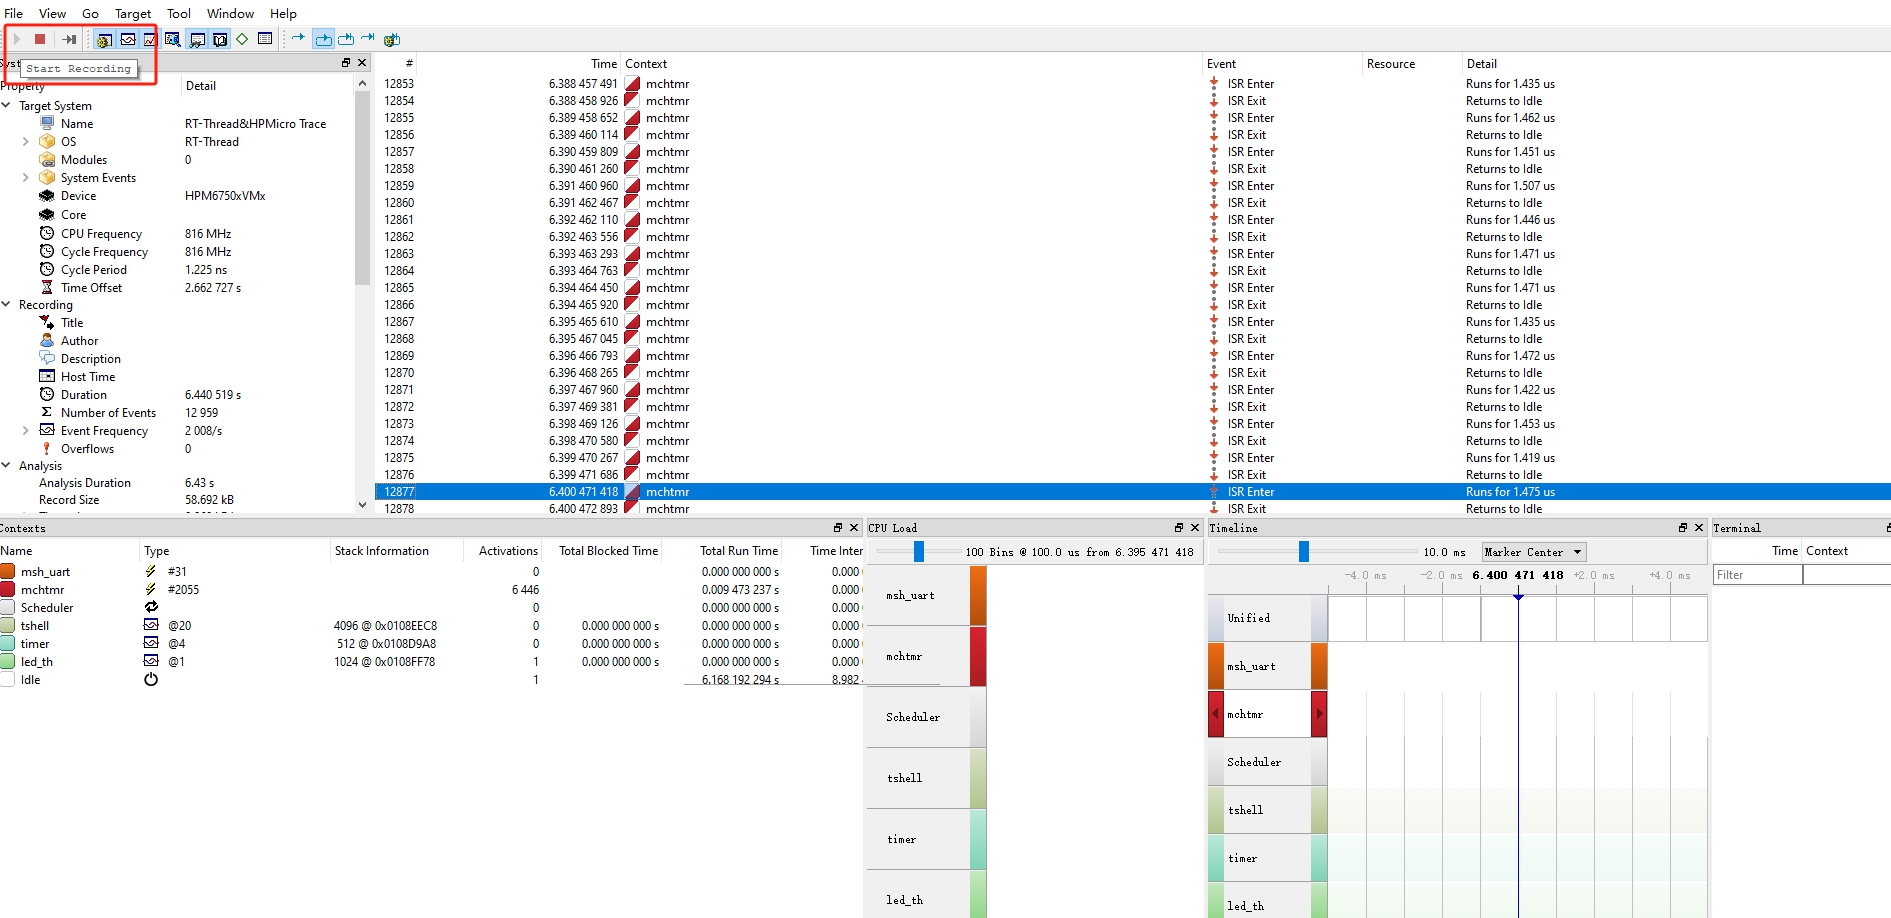 File View Go Target Tool Window Help
Start Recording
Property Detail
Target System
Name RT-Thread&HPMicro Trace
OS RT-Thread
Modules 0
System Events
Device HPM6750xVMx
Core
CPU Frequency 816 MHz
Cycle Frequency 816 MHz
Cycle Period 1.225 ns
Time Offset 2.662 727 s
Recording
Title
Author
Description
Host Time
Duration 6.440 519 s
Number of Events 12 959
Event Frequency 2 008/s
Overflows 0
Analysis
Analysis Duration 6.43 s
Record Size 58.692 kB
# Time Context Event Resource Detail
12853 6.388 457 491 mchtmr ISR Enter Runs for 1.435 us
12854 6.388 458 926 mchtmr ISR Exit Returns to Idle
12855 6.389 458 652 mchtmr ISR Enter Runs for 1.462 us
12856 6.389 460 114 mchtmr ISR Exit Returns to Idle
12857 6.390 459 809 mchtmr ISR Enter Runs for 1.451 us
12858 6.390 461 260 mchtmr ISR Exit Returns to Idle
12859 6.391 460 960 mchtmr ISR Enter Runs for 1.507 us
12860 6.391 462 467 mchtmr ISR Exit Returns to Idle
12861 6.392 462 110 mchtmr ISR Enter Runs for 1.446 us
12862 6.392 463 556 mchtmr ISR Exit Returns to Idle
12863 6.393 463 293 mchtmr ISR Enter Runs for 1.471 us
12864 6.393 464 763 mchtmr ISR Exit Returns to Idle
12865 6.394 464 450 mchtmr ISR Enter Runs for 1.471 us
12866 6.394 465 920 mchtmr ISR Exit Returns to Idle
12867 6.395 465 610 mchtmr ISR Enter Runs for 1.435 us
12868 6.395 467 045 mchtmr ISR Exit Returns to Idle
12869 6.396 466 793 mchtmr ISR Enter Runs for 1.472 us
12870 6.396 468 265 mchtmr ISR Exit Returns to Idle
12871 6.397 467 960 mchtmr ISR Enter Runs for 1.422 us
12872 6.397 469 381 mchtmr ISR Exit Returns to Idle
12873 6.398 469 126 mchtmr ISR Enter Runs for 1.453 us
12874 6.398 470 580 mchtmr ISR Exit Returns to Idle
12875 6.399 470 267 mchtmr ISR Enter Runs for 1.419 us
12876 6.399 471 686 mchtmr ISR Exit Returns to Idle
12877 6.400 471 418 mchtmr ISR Enter Runs for 1.475 us
12878 6.400 472 893 mchtmr ISR Exit Returns to Idle
Contexts
Name Type Stack Information Activations Total Blocked Time Total Run Time Time Inter
msh_uart #31 0 0.000 000 000 s 0.000
mchtmr #2055 6 446 0.009 473 237 s 0.000
Scheduler 0 0.000 000 000 s 0.000
tshell @20 4096 @ 0x0108EEC8 0 0.000 000 000 s 0.000 000 000 s 0.000
timer @4 512 @ 0x0108D9A8 0 0.000 000 000 s 0.000 000 000 s 0.000
led_th @1 1024 @ 0x0108FF78 1 0.000 000 000 s 0.000 000 000 s 0.000
Idle 1 6.168 192 294 s 8.982
CPU Load
100 Bins @ 100.0 us from 6.395 471 418
msh_uart
mchtmr
Scheduler
tshell
timer
led_th
Timeline
10.0 ms Marker Center
-4.0 ms -2.0 ms 6.400 471 418 +2.0 ms +4.0 ms
Unified
msh_uart
mchtmr
Scheduler
tshell
timer
led_th
Terminal
Time Context
Filter